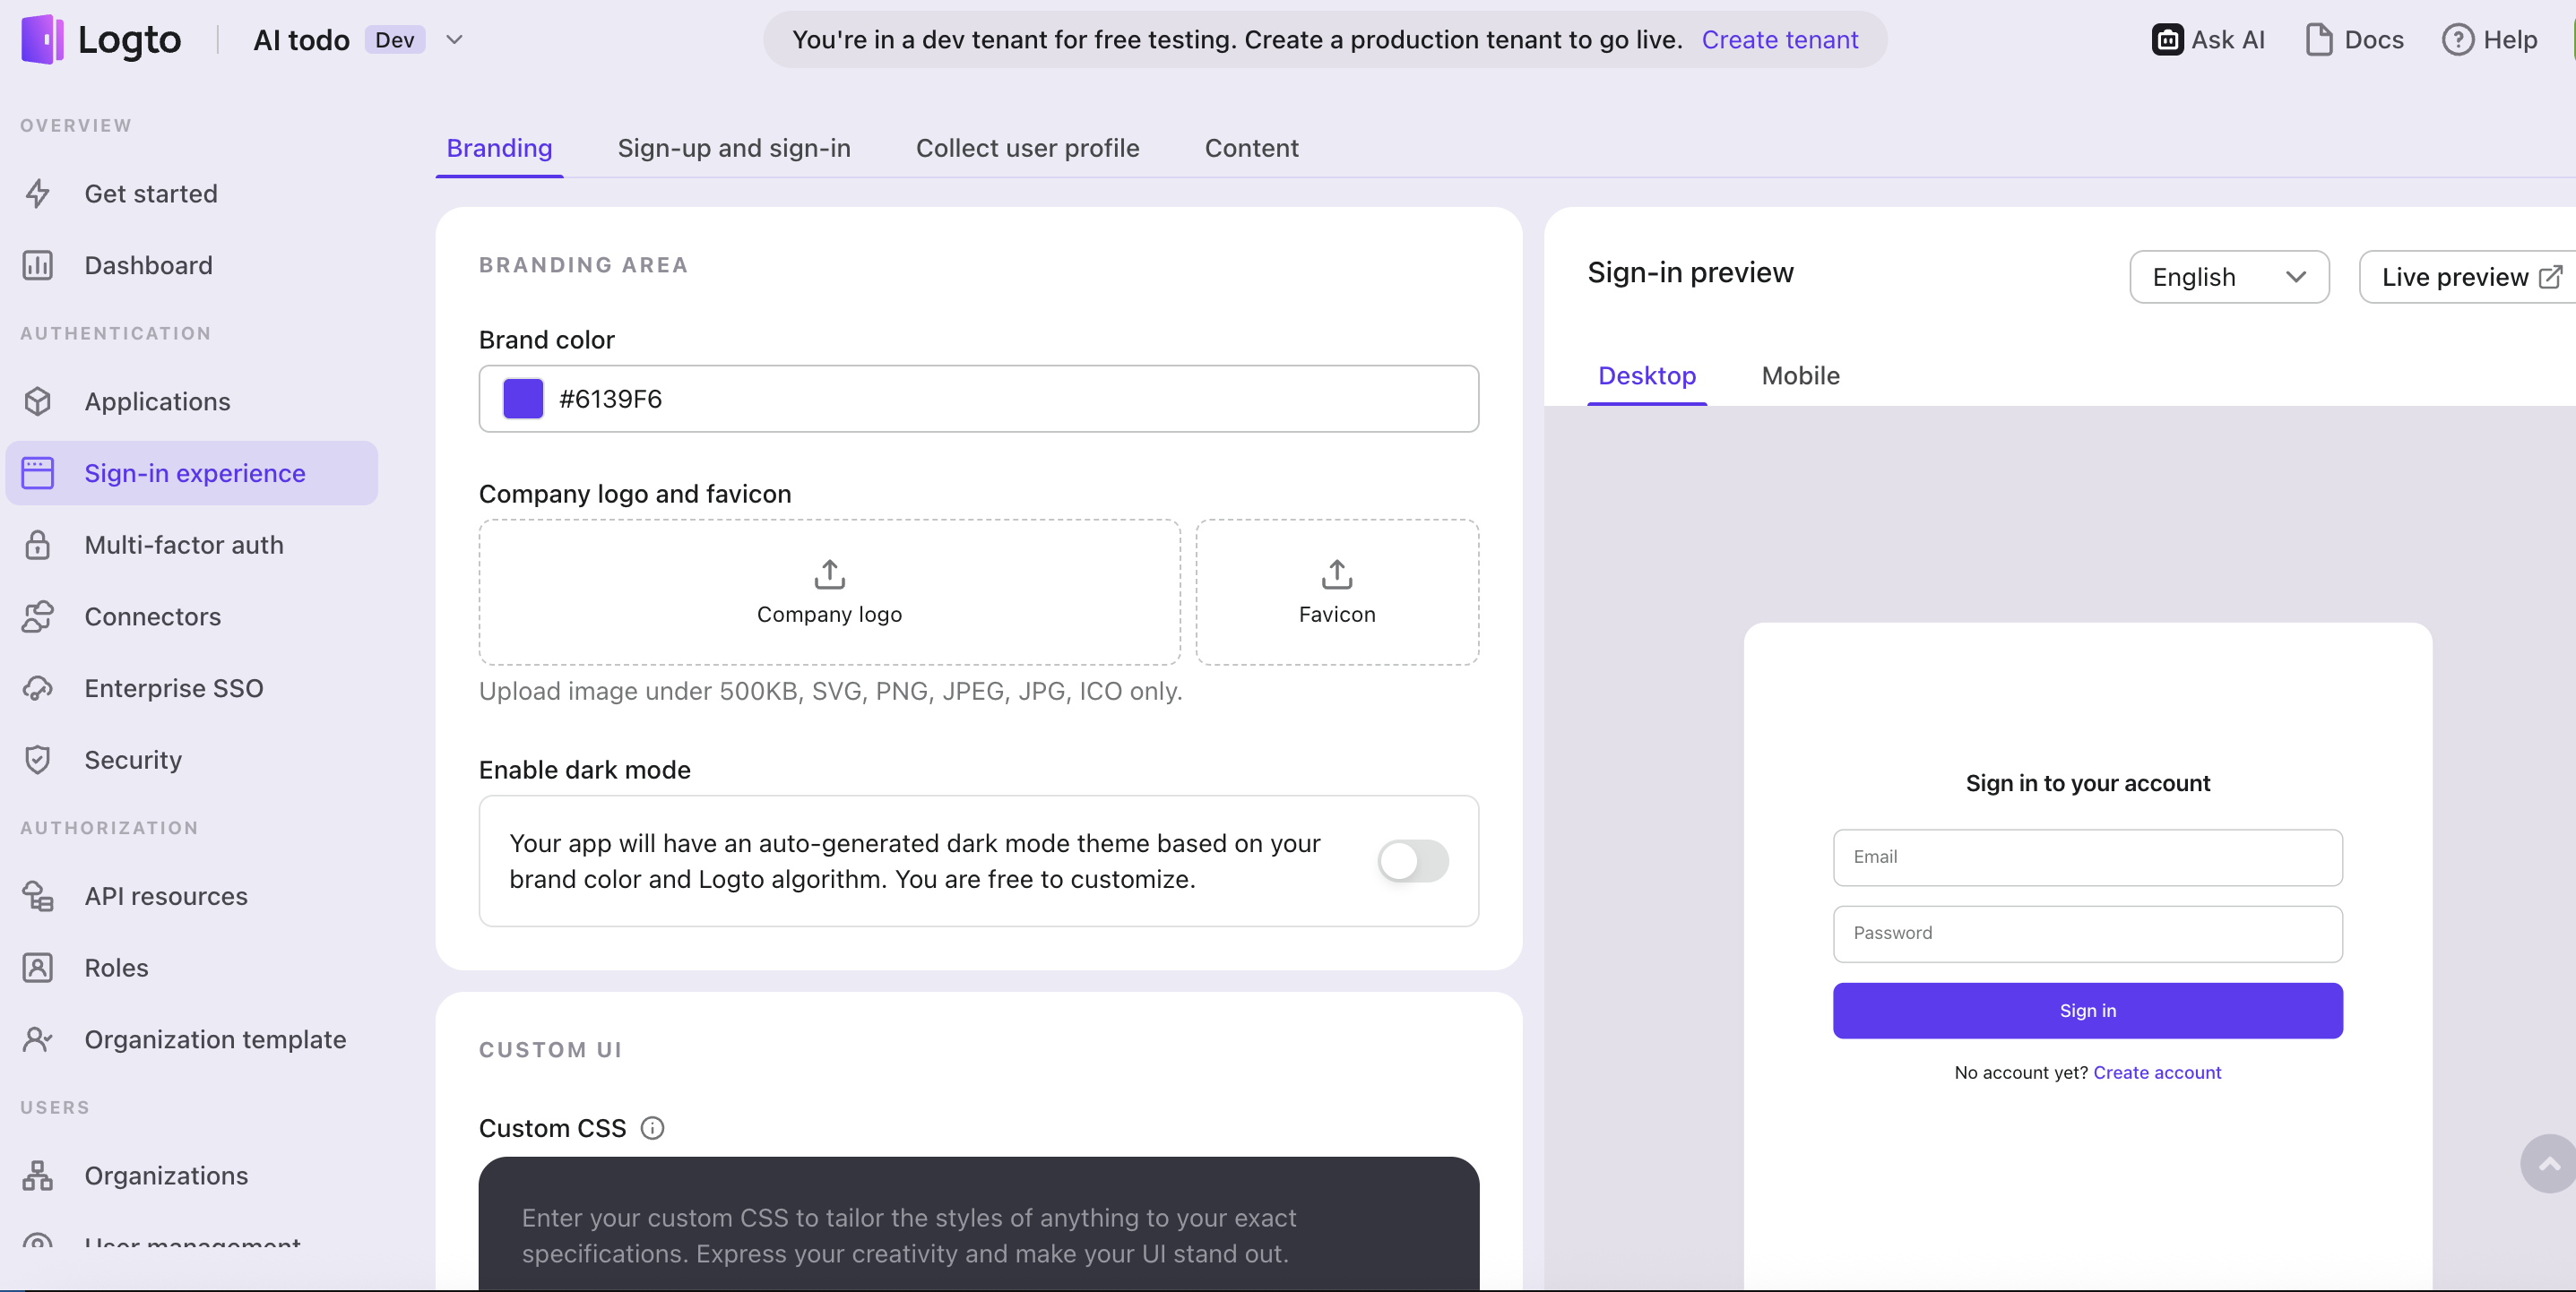 Logto
AI todo Dev
You're in a dev tenant for free testing. Create a production tenant to go live. Create tenant
Ask AI
Docs
Help
OVERVIEW
Get started
Dashboard
AUTHENTICATION
Applications
Sign-in experience
Multi-factor auth
Connectors
Enterprise SSO
Security
AUTHORIZATION
API resources
Roles
Organization template
USERS
Organizations
User management
Branding
Sign-up and sign-in
Collect user profile
Content
BRANDING AREA
Brand color
#6139F6
Company logo and favicon
Company logo
Favicon
Upload image under 500KB, SVG, PNG, JPEG, JPG, ICO only.
Enable dark mode
Your app will have an auto-generated dark mode theme based on your
brand color and Logto algorithm. You are free to customize.
CUSTOM UI
Custom CSS
Enter your custom CSS to tailor the styles of anything to your exact
specifications. Express your creativity and make your UI stand out.
Sign-in preview
English
Live preview
Desktop
Mobile
Sign in to your account
Email
Password
Sign in
No account yet? Create account